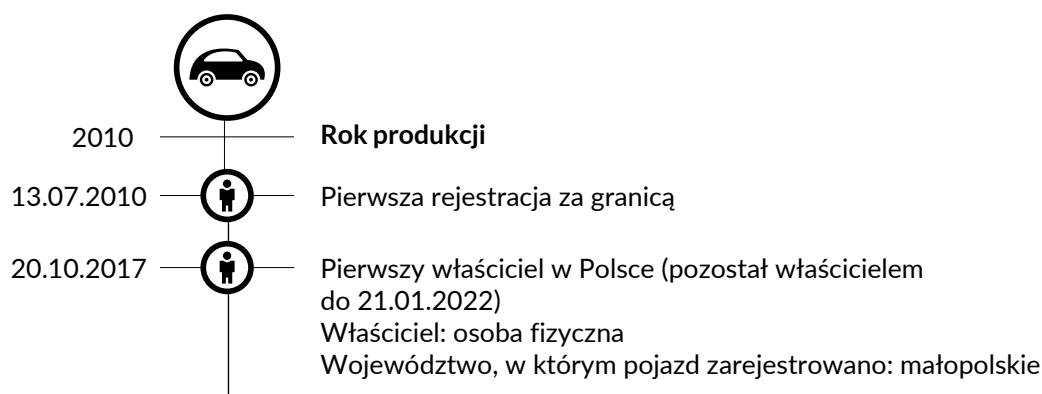 2010 Rok produkcji
13.07.2010 Pierwsza rejestracja za granicą
20.10.2017 Pierwszy właściciel w Polsce (pozostał właścicielem
do 21.01.2022)
Właściciel: osoba fizyczna
Województwo, w którym pojazd zarejestrowano: małopolskie